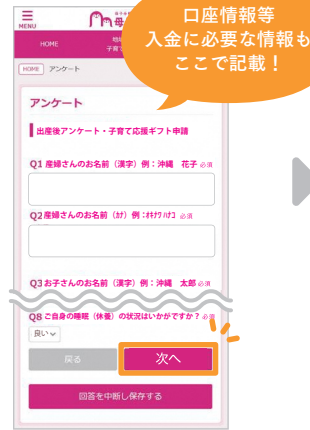 口座情報等
入金に必要な情報も
ここで記載！
MENU
母
HOME
地域
子育て
HOME アンケート
アンケート
出産後アンケート・子育て応援ギフト申請
Q1 産婦さんのお名前（漢字）例：沖縄 花子 必須
Q2 産婦さんのお名前（カナ）例：ｵｷﾅﾜ ﾊﾅｺ 必須
Q3 お子さんのお名前（漢字）例：沖縄 太郎 必須
Q8 ご自身の睡眠（休養）の状況はいかがですか？ 必須
良い
戻る
次へ
回答を中断し保存する